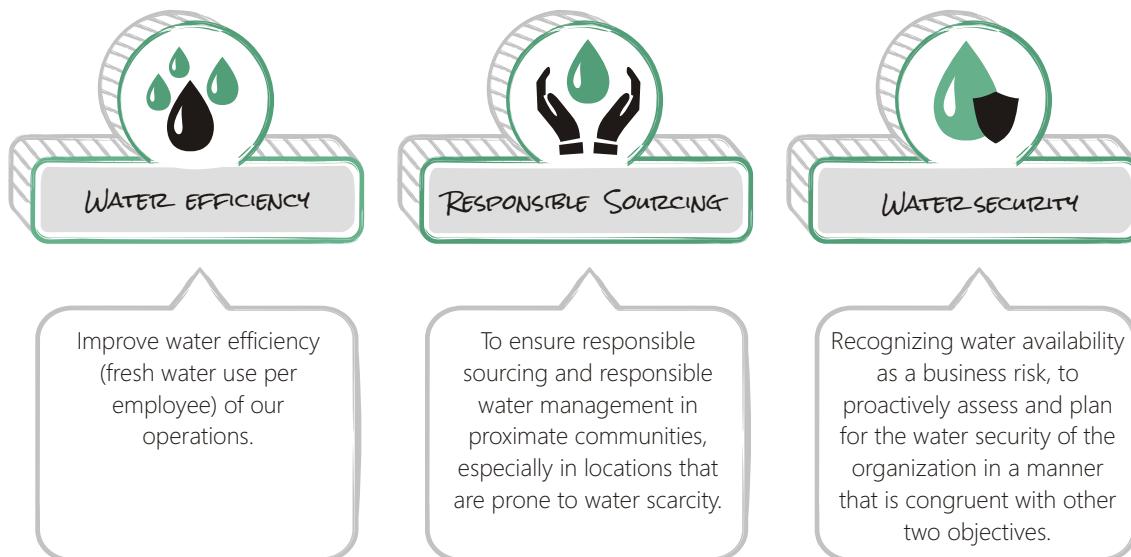 WATER EFFICIENCY
Improve water efficiency
(fresh water use per
employee) of our
operations.
RESPONSIBLE SOURCING
To ensure responsible
sourcing and responsible
water management in
proximate communities,
especially in locations that
are prone to water scarcity.
WATER SECURITY
Recognizing water availability
as a business risk, to
proactively assess and plan
for the water security of the
organization in a manner
that is congruent with other
two objectives.